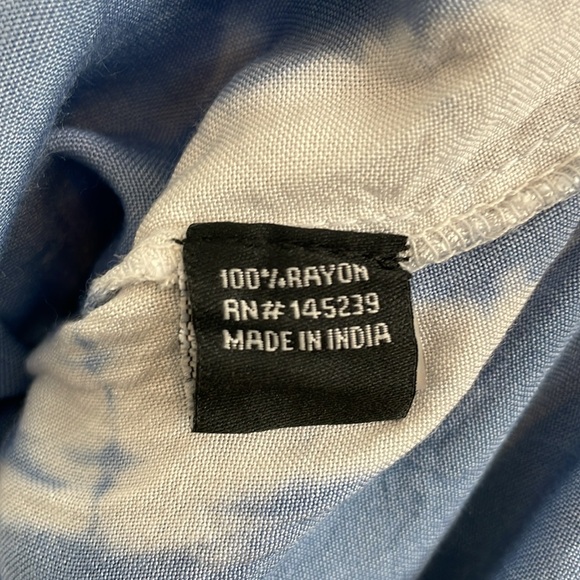 100% RAYON
RN# 145239
MADE IN INDIA